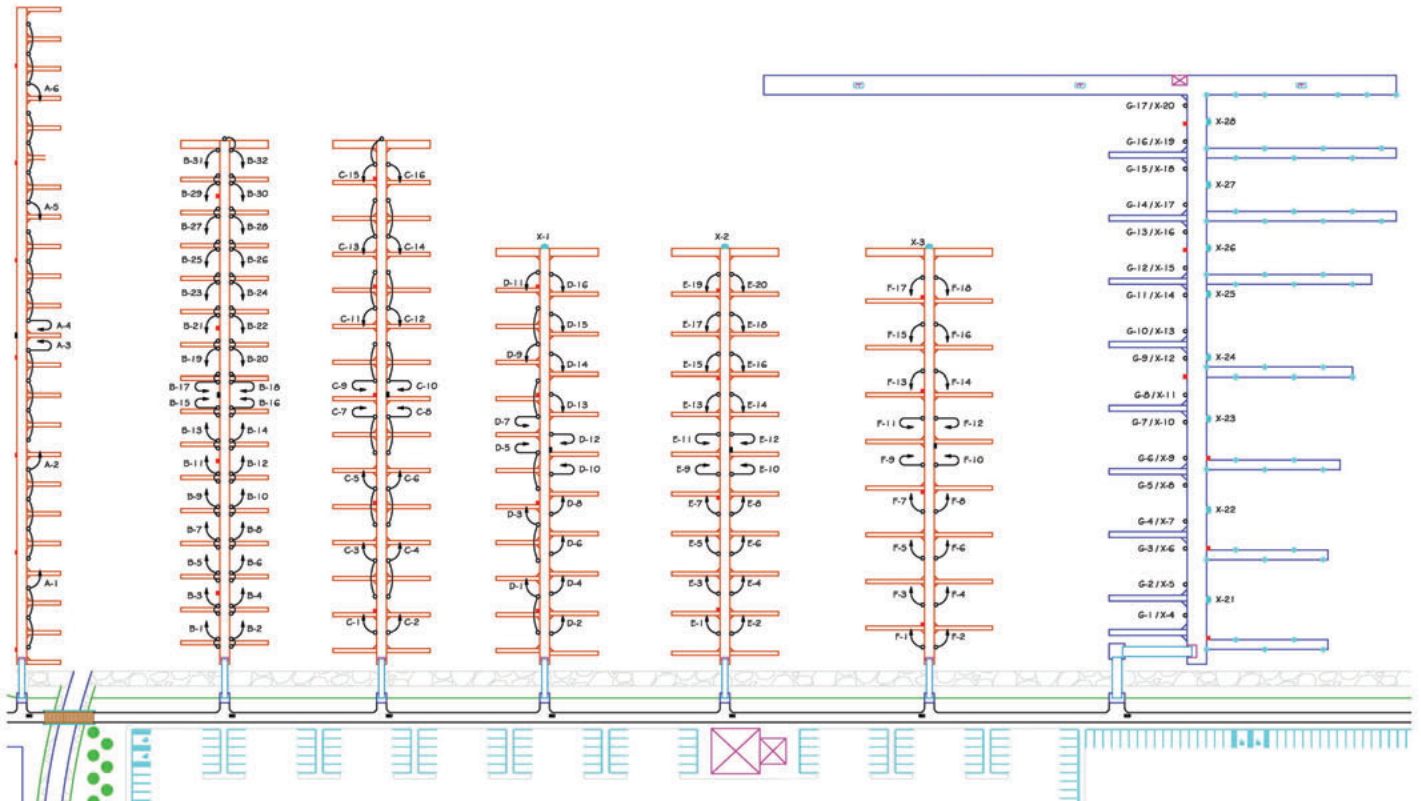 A-6
A-5
A-4
A-3
A-2
A-1
B-31 B-32
B-29 B-30
B-27 B-28
B-25 B-26
B-23 B-24
B-21 B-22
B-19 B-20
B-17 B-18
B-15 B-16
B-13 B-14
B-11 B-12
B-9 B-10
B-7 B-8
B-5 B-6
B-3 B-4
B-1 B-2
C-15 C-16
C-13 C-14
C-11 C-12
C-9 C-10
C-7 C-8
C-5 C-6
C-3 C-4
C-1 C-2
X-1
D-11 D-16
D-15
D-9
D-14
D-13
D-7
D-12
D-5
D-10
D-8
D-3
D-6
D-1 D-4
D-2
X-2
E-19 E-20
E-17 E-18
E-15 E-16
E-13 E-14
E-11 E-12
E-9 E-10
E-7 E-8
E-5 E-6
E-3 E-4
E-1 E-2
X-3
F-17 F-18
F-15 F-16
F-13 F-14
F-11 F-12
F-9 F-10
F-7 F-8
F-5 F-6
F-3 F-4
F-1 F-2
G-17/X-20
G-16/X-19
G-15/X-18
G-14/X-17
G-13/X-16
G-12/X-15
G-11/X-14
G-10/X-13
G-9/X-12
G-8/X-11
G-7/X-10
G-6/X-9
G-5/X-8
G-4/X-7
G-3/X-6
G-2/X-5
G-1/X-4
X-28
X-27
X-26
X-25
X-24
X-23
X-22
X-21